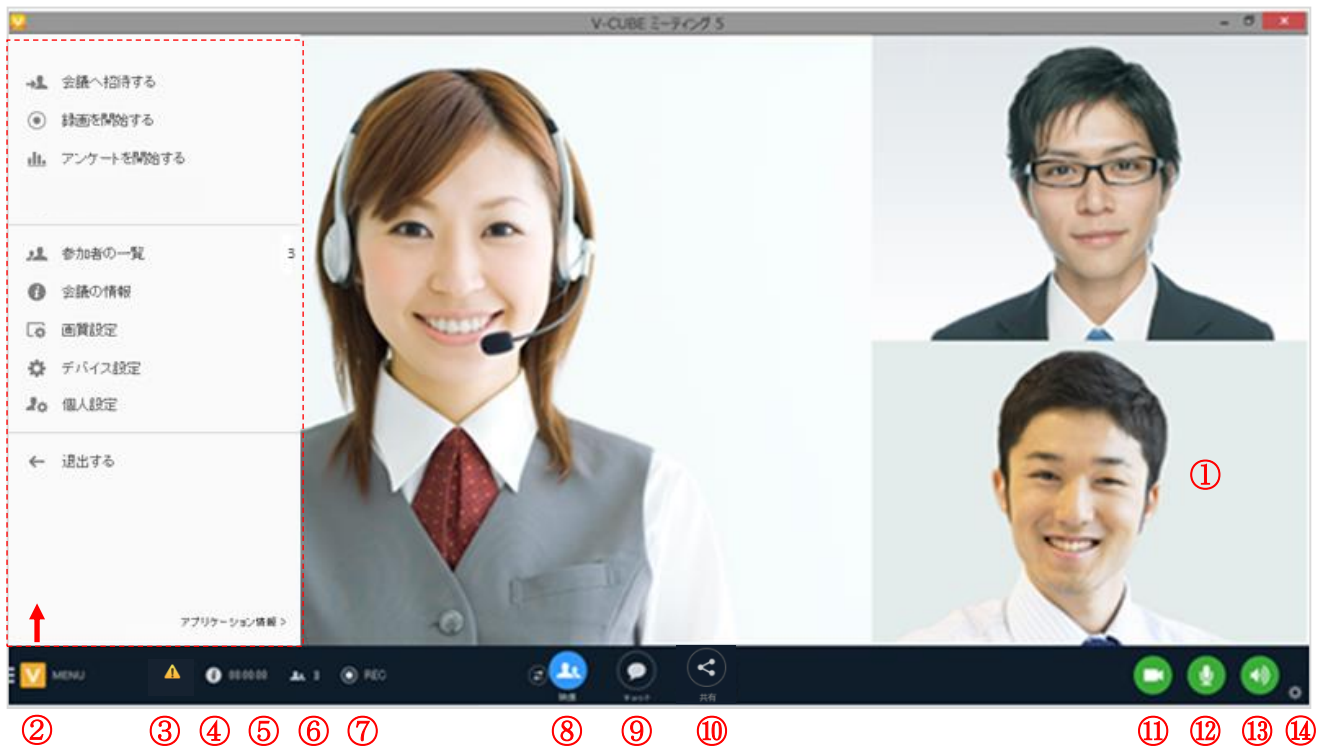 V-CUBE ミーティング 5
会議へ招待する
録画を開始する
アンケートを開始する
参加者の一覧 3
会議の情報
画質設定
デバイス設定
個人設定
退出する
①
アプリケーション情報 >
MENU 00:00:00 3 REC
映像 チャット 共有
② ③ ④ ⑤ ⑥ ⑦ ⑧ ⑨ ⑩ ⑪ ⑫ ⑬ ⑭